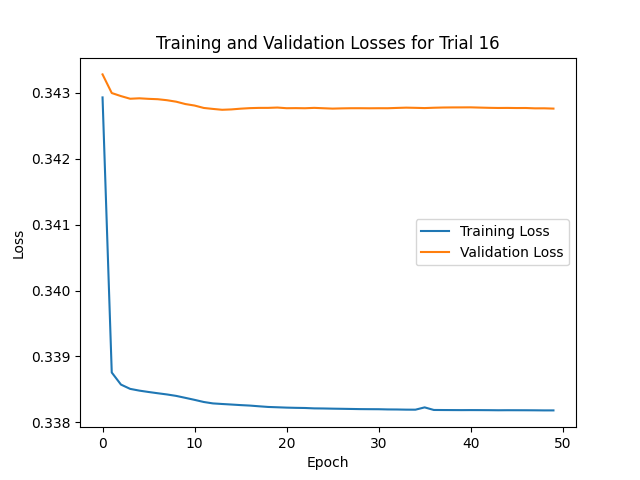 Training and Validation Losses for Trial 16
0.343
0.342
0.341
0.340
0.339
0.338
Loss
Training Loss
Validation Loss
0 10 20 30 40 50
Epoch